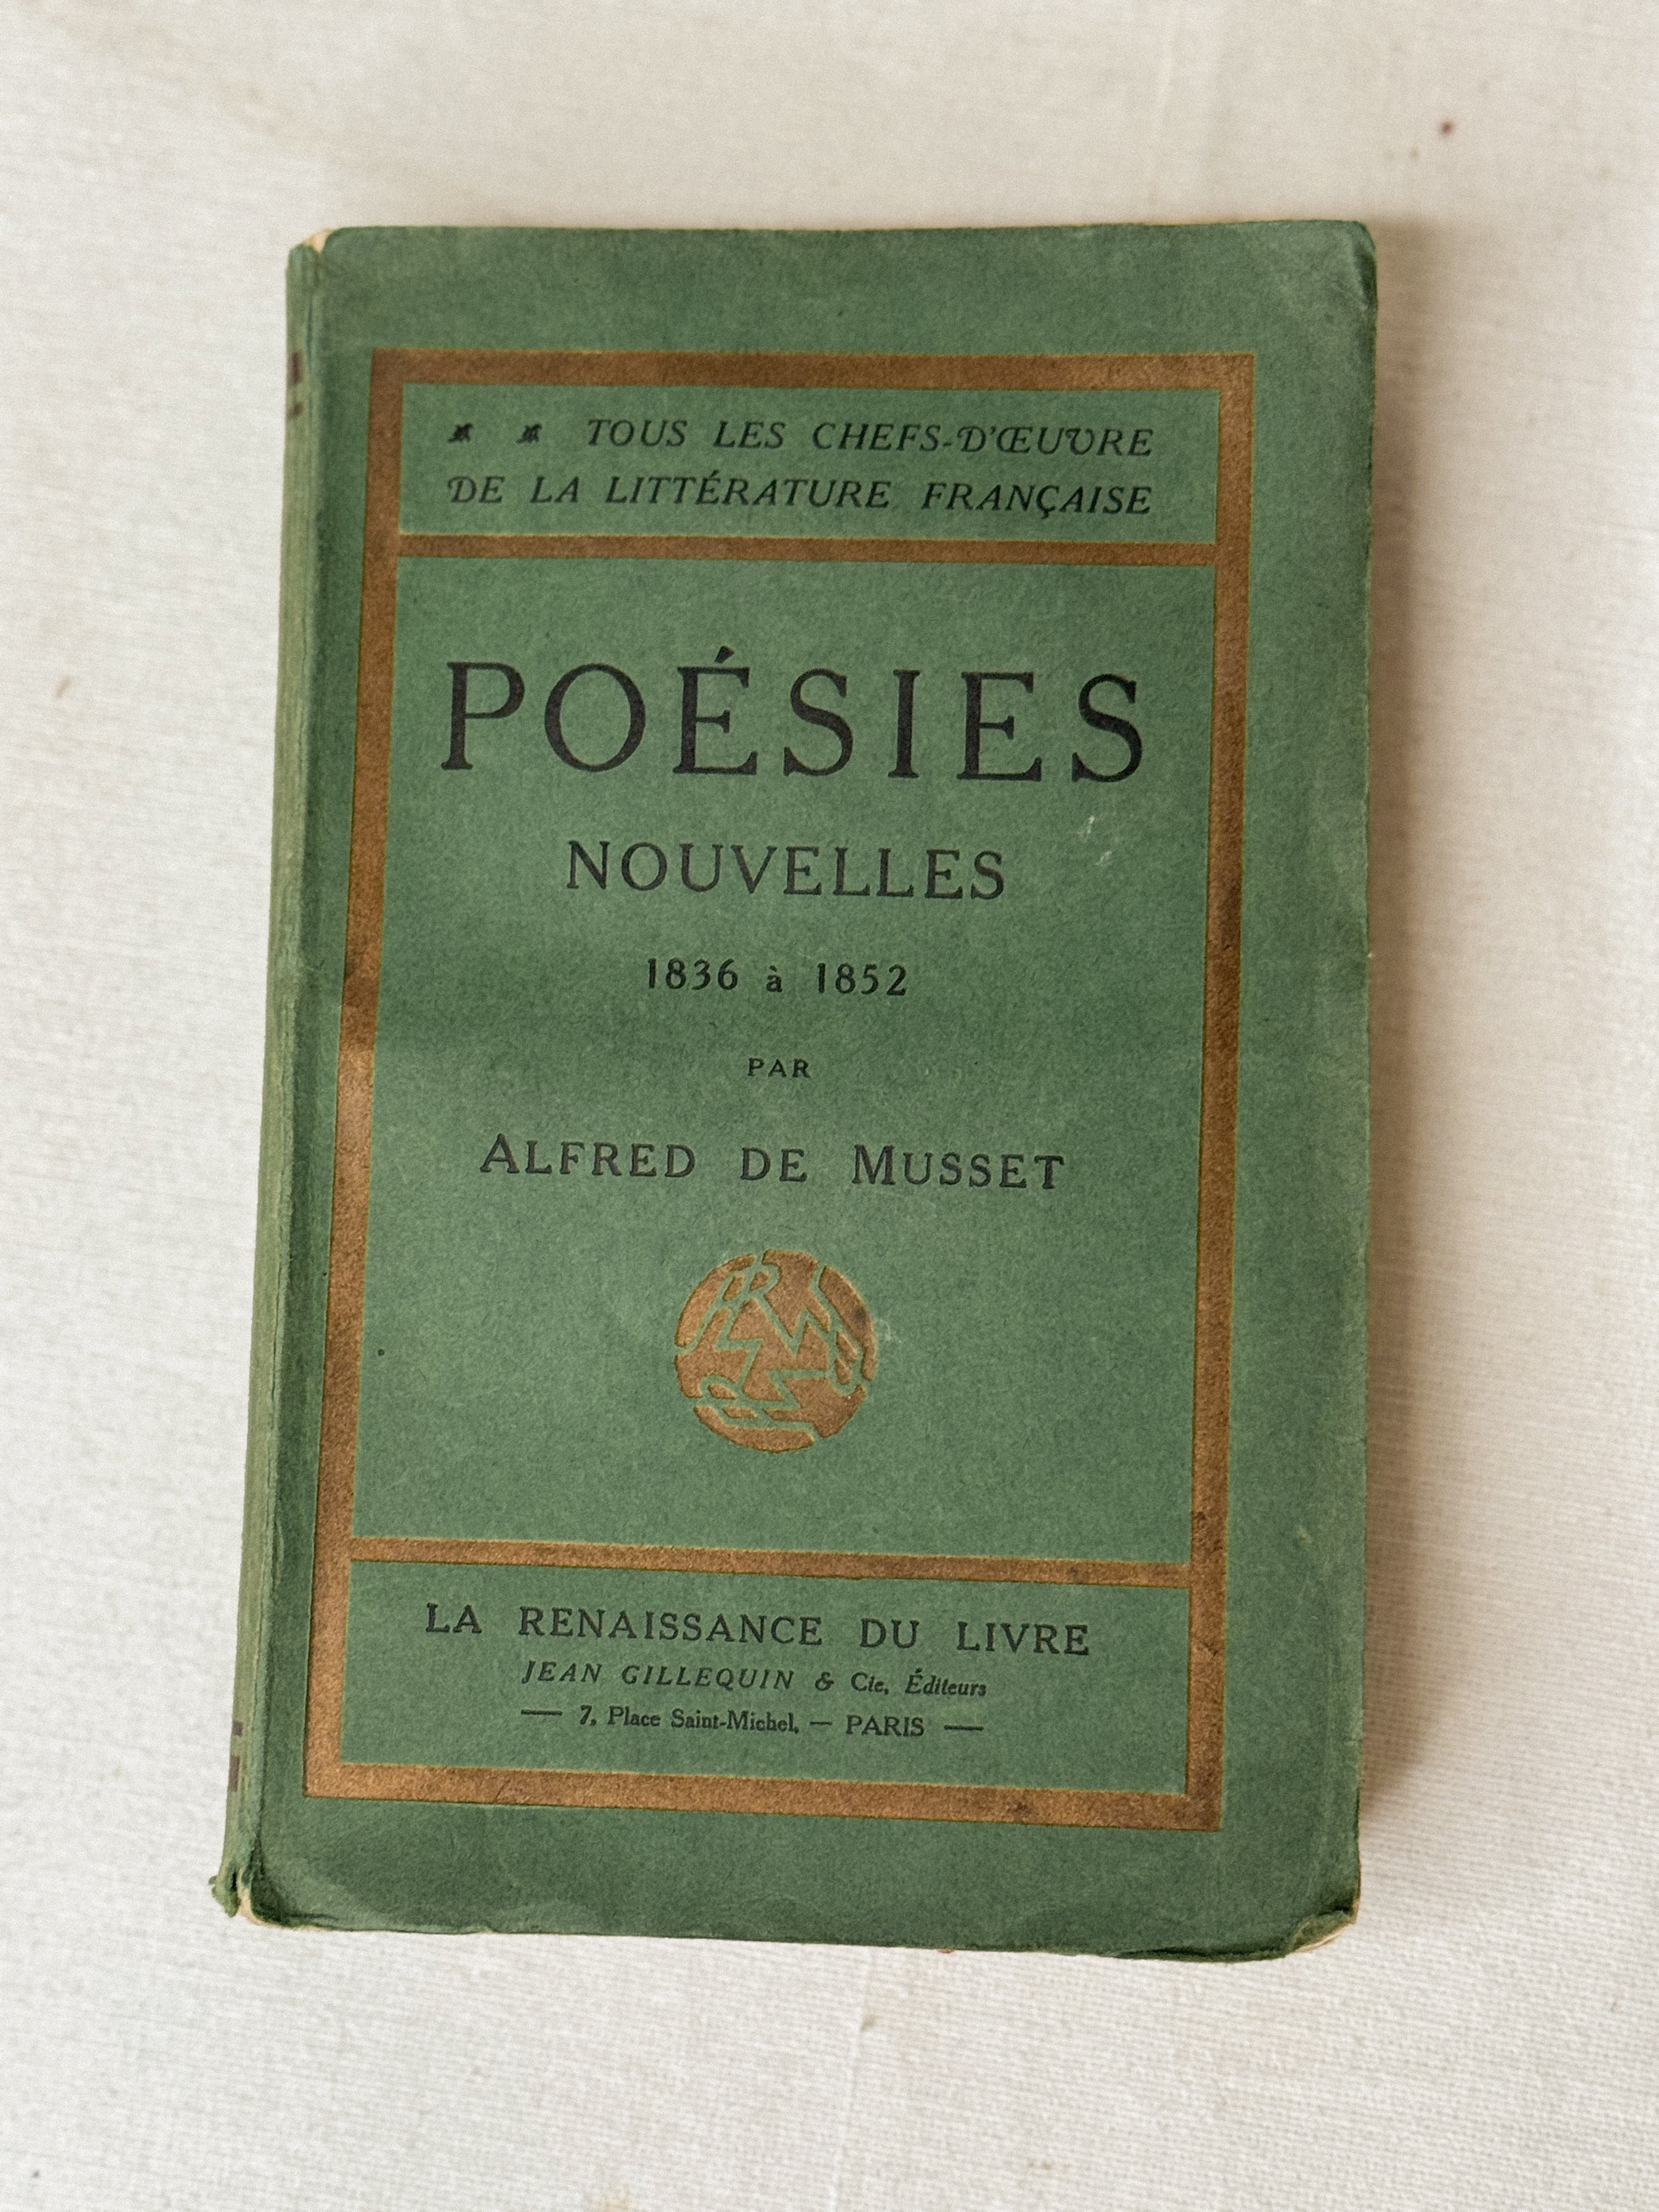 TOUS LES CHEFS-D'ŒUVRE
DE LA LITTÉRATURE FRANÇAISE
POÉSIES
NOUVELLES
1836 à 1852
PAR
ALFRED DE MUSSET
LA RENAISSANCE DU LIVRE
JEAN GILLEQUIN & Cie, Éditeurs
— 7, Place Saint-Michel, — PARIS —